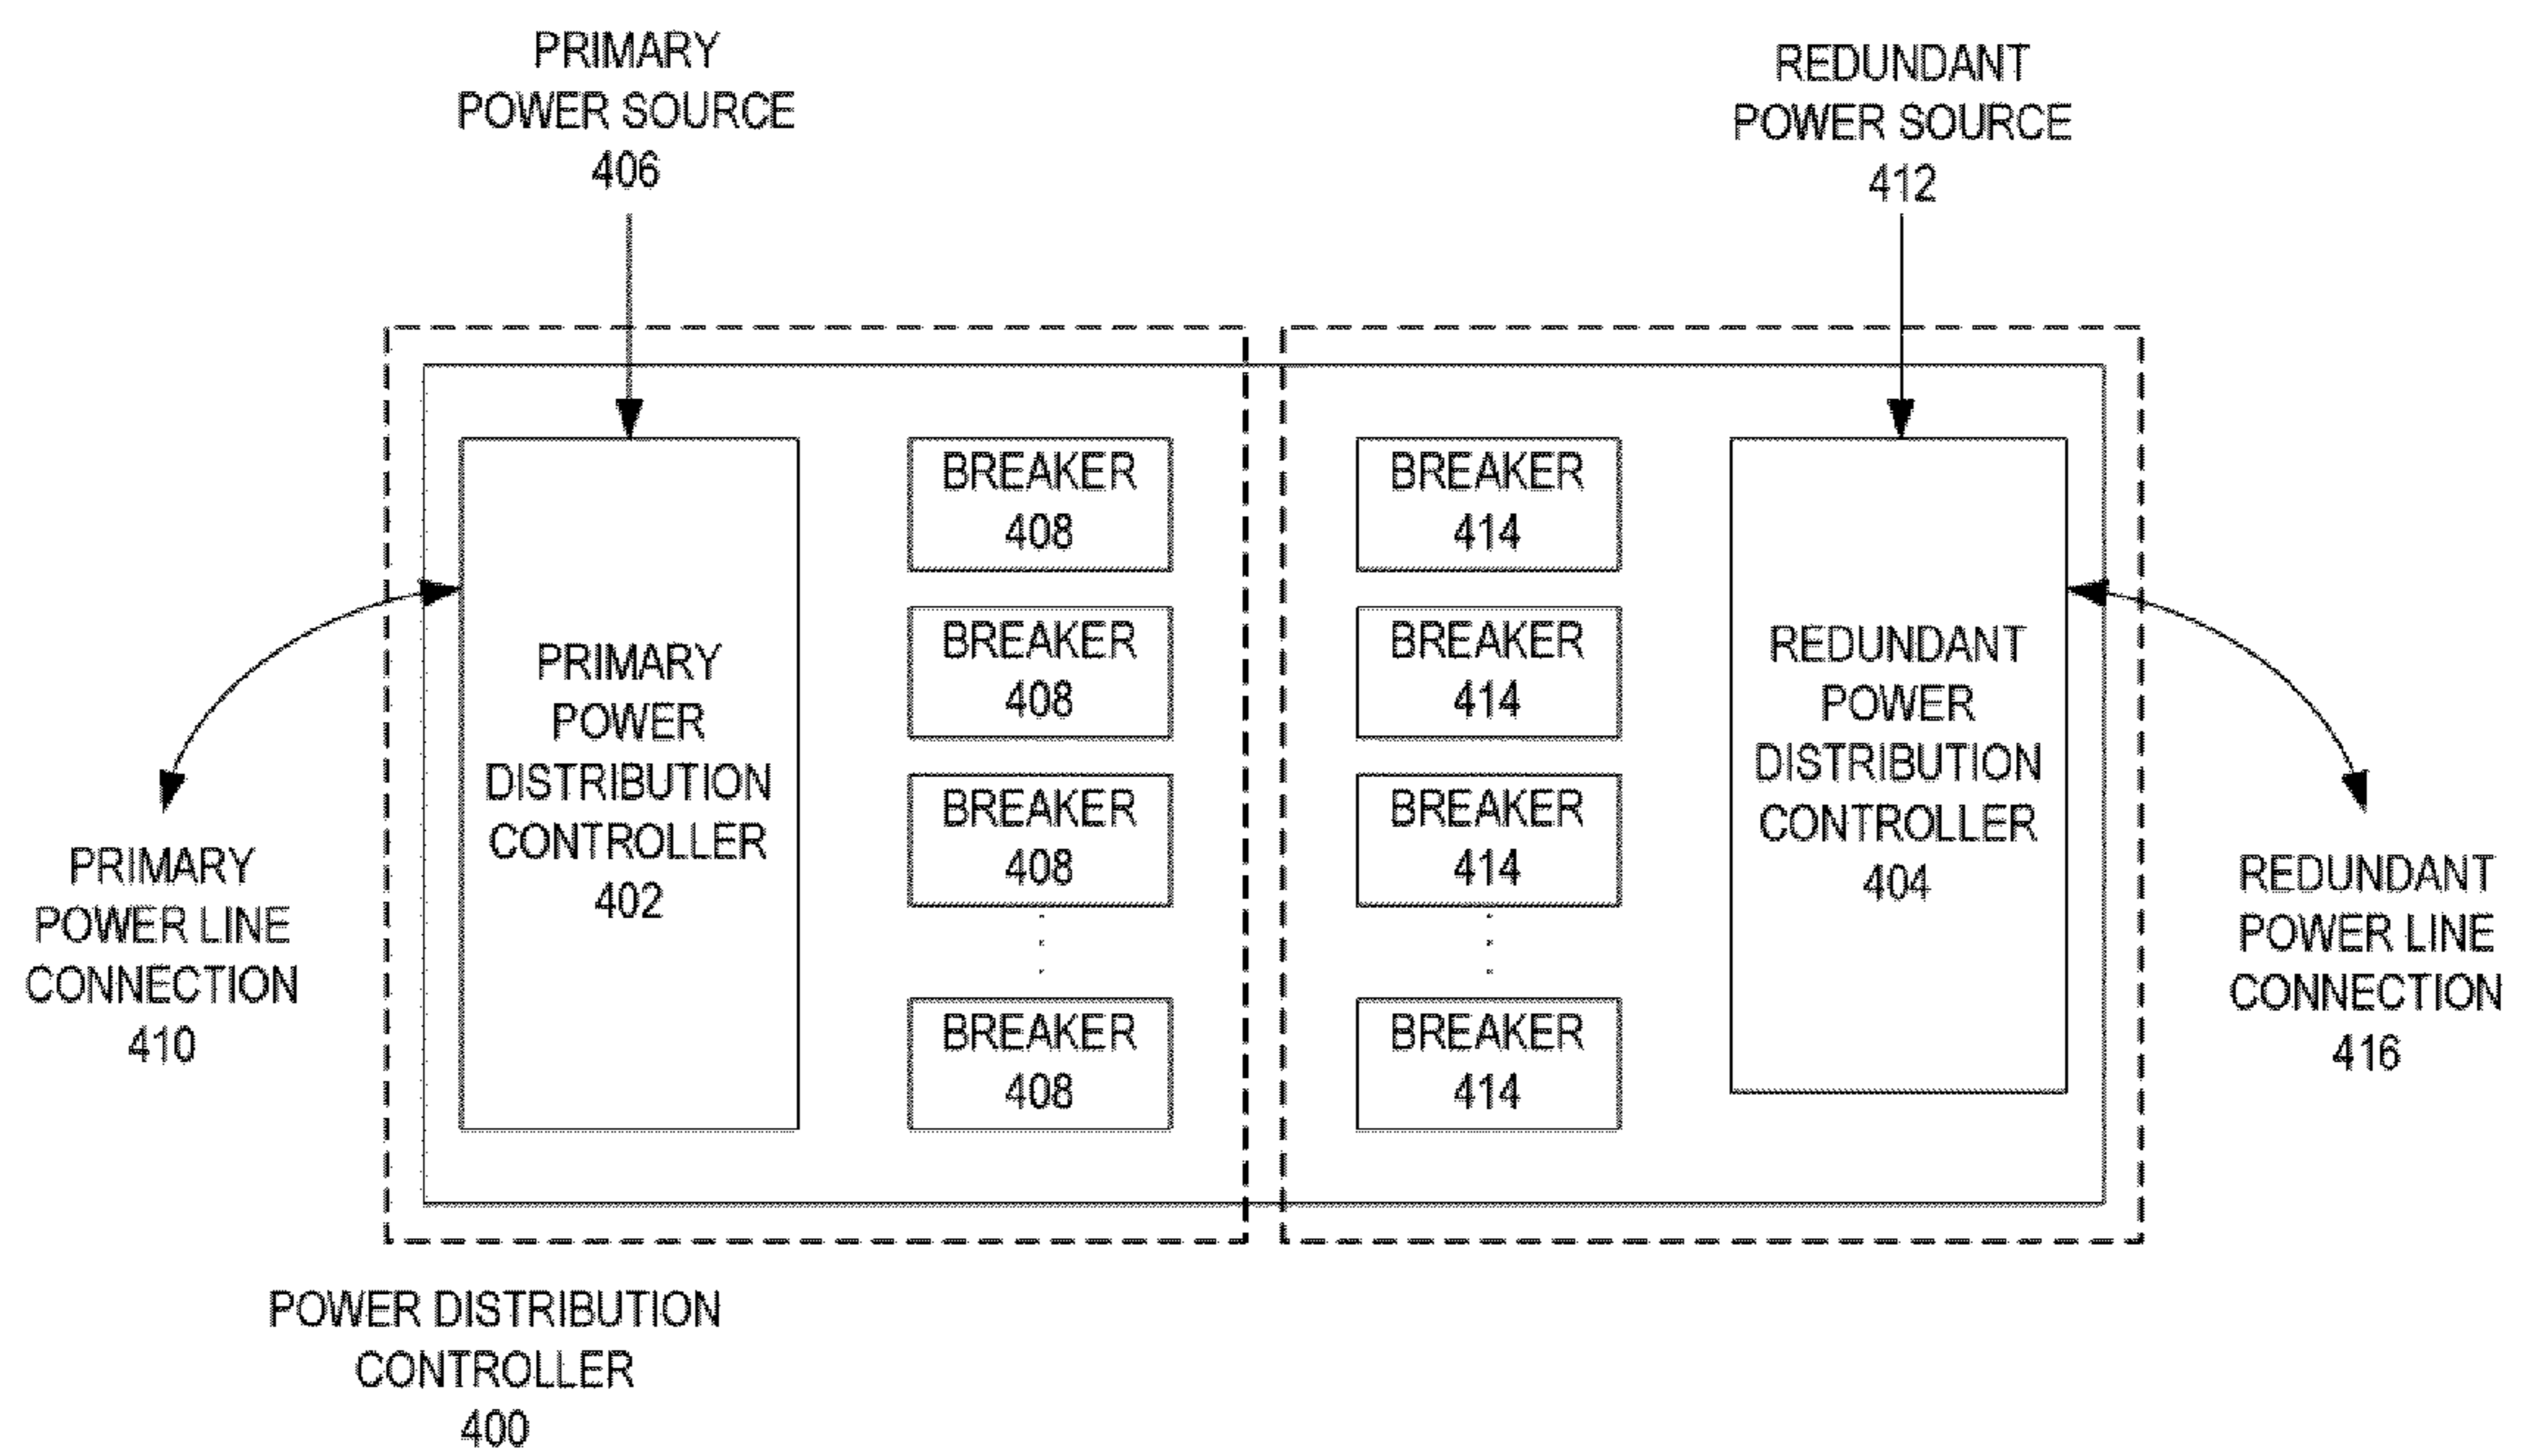 PRIMARY
POWER SOURCE
406
REDUNDANT
POWER SOURCE
412
PRIMARY
POWER LINE
CONNECTION
410
PRIMARY
POWER
DISTRIBUTION
CONTROLLER
402
BREAKER
408
BREAKER
408
BREAKER
408
BREAKER
408
BREAKER
414
BREAKER
414
BREAKER
414
BREAKER
414
REDUNDANT
POWER
DISTRIBUTION
CONTROLLER
404
REDUNDANT
POWER LINE
CONNECTION
416
POWER DISTRIBUTION
CONTROLLER
400